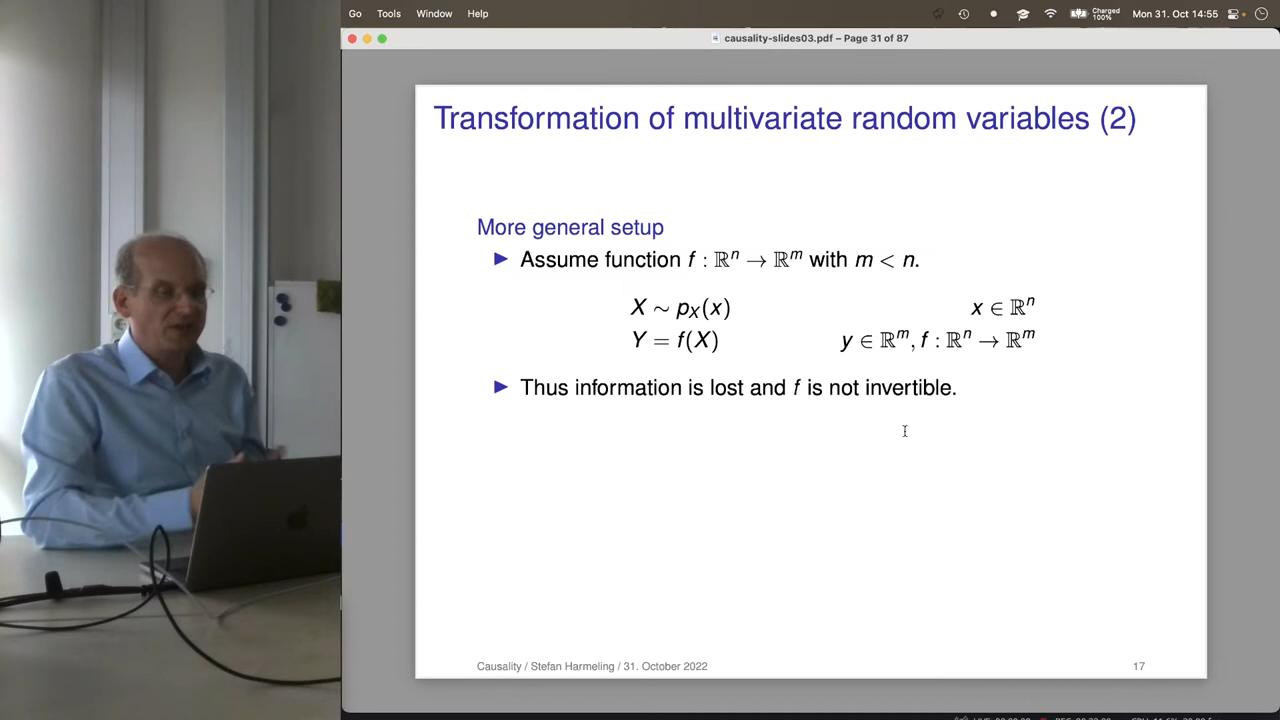 Go Tools Window Help Charged 100% Mon 31. Oct 14:55
causality-slides03.pdf – Page 31 of 87
Transformation of multivariate random variables (2)
More general setup
▶ Assume function f : ℝⁿ → ℝᵐ with m < n.
X ∼ p_X(x) x ∈ ℝⁿ
Y = f(X) y ∈ ℝᵐ, f : ℝⁿ → ℝᵐ
▶ Thus information is lost and f is not invertible.
Causality / Stefan Harmeling / 31. October 2022 17